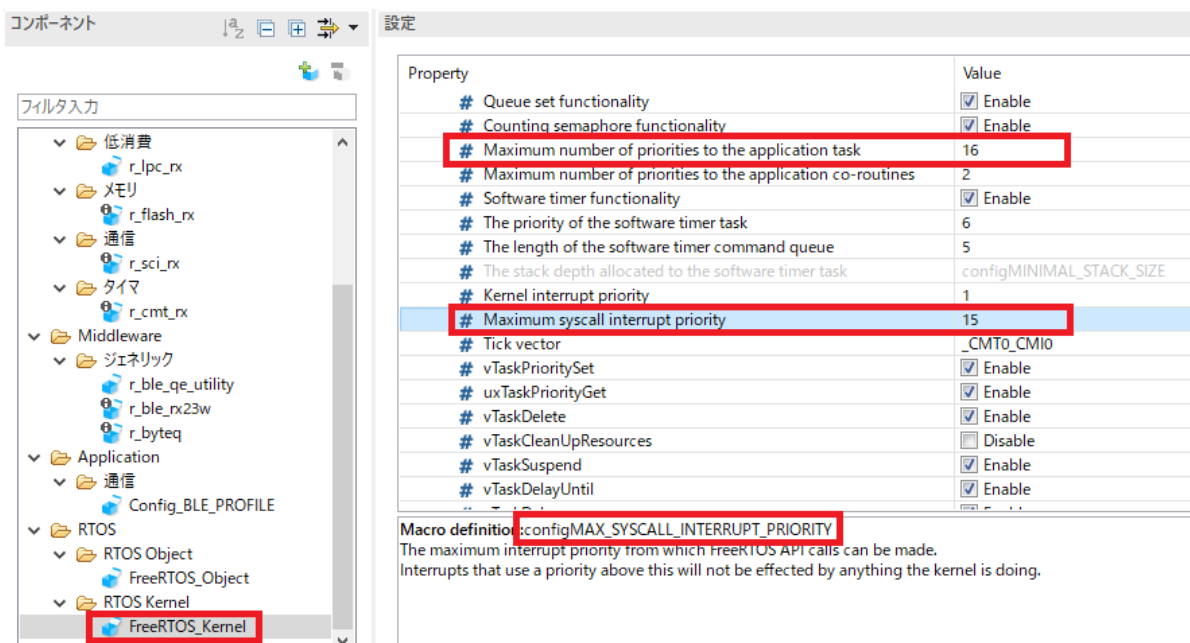 コンポーネント
設定
フィルタ入力
低消費
r_lpc_rx
メモリ
r_flash_rx
通信
r_sci_rx
タイマ
r_cmt_rx
Middleware
ジェネリック
r_ble_qe_utility
r_ble_rx23w
r_byteq
Application
通信
Config_BLE_PROFILE
RTOS
RTOS Object
FreeRTOS_Object
RTOS Kernel
FreeRTOS_Kernel
Property Value
# Queue set functionality Enable
# Counting semaphore functionality Enable
# Maximum number of priorities to the application task 16
# Maximum number of priorities to the application co-routines 2
# Software timer functionality Enable
# The priority of the software timer task 6
# The length of the software timer command queue 5
# The stack depth allocated to the software timer task configMINIMAL_STACK_SIZE
# Kernel interrupt priority 1
# Maximum syscall interrupt priority 15
# Tick vector _CMT0_CMI0
# vTaskPrioritySet Enable
# uxTaskPriorityGet Enable
# vTaskDelete Enable
# vTaskCleanUpResources Disable
# vTaskSuspend Enable
# vTaskDelayUntil Enable
Macro definition:configMAX_SYSCALL_INTERRUPT_PRIORITY
The maximum interrupt priority from which FreeRTOS API calls can be made.
Interrupts that use a priority above this will not be effected by anything the kernel is doing.